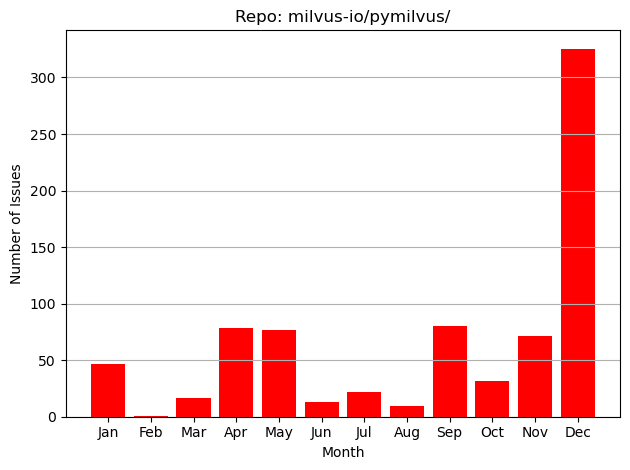 Repo: milvus-io/pymilvus/
Number of Issues
300
250
200
150
100
50
0
Jan Feb Mar Apr May Jun Jul Aug Sep Oct Nov Dec
Month